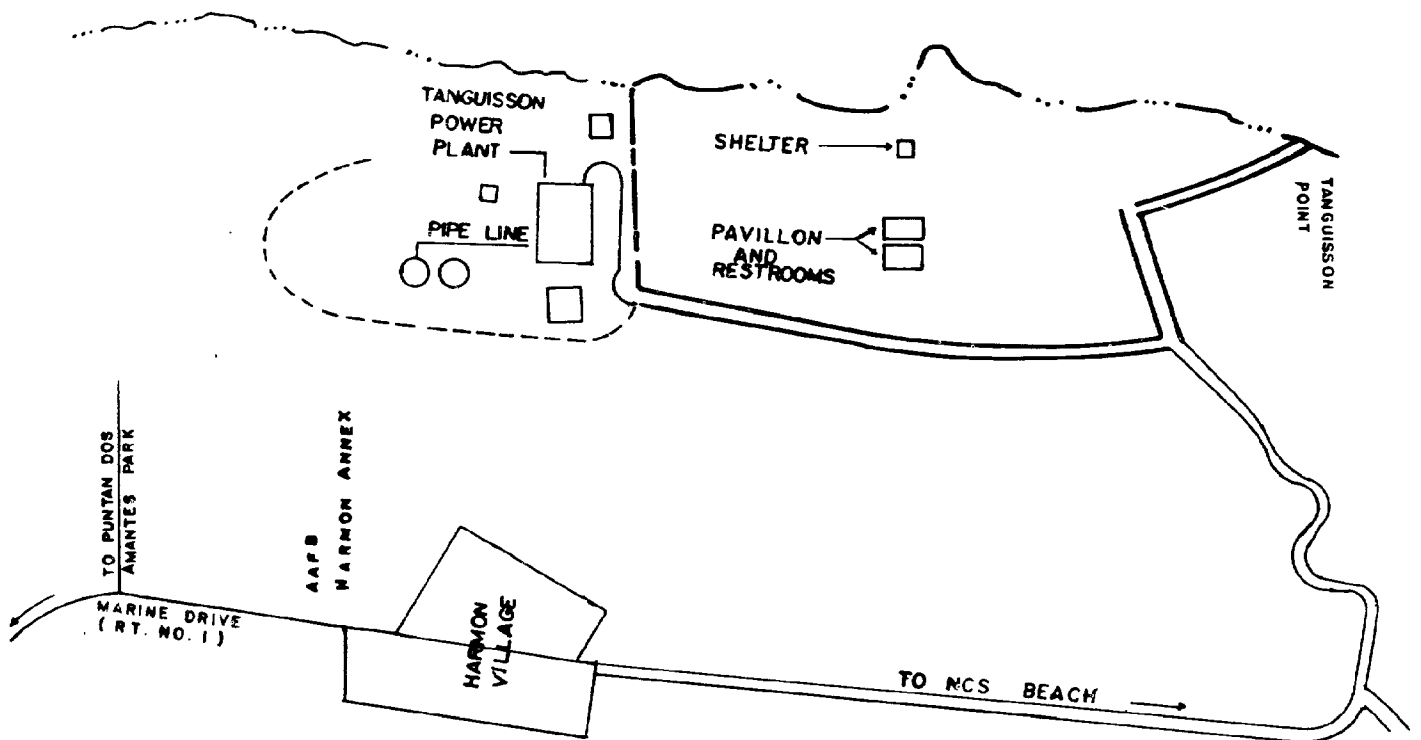 TANGUISSON
POWER
PLANT
SHELTER
TANGUISSON
POINT
PIPE LINE
PAVILLON
AND
RESTROOMS
TO PUNTAN DOS
AMANTES PARK
AAFB
HARMON ANNEX
MARINE DRIVE
( RT. NO. 1 )
HARMON
VILLAGE
TO NCS BEACH